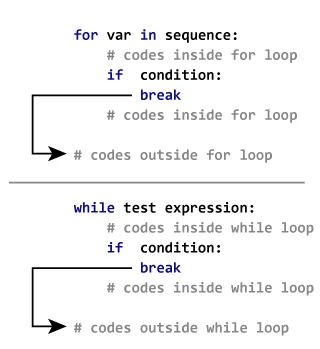 for var in sequence:
# codes inside for loop
if condition:
break
# codes inside for loop
# codes outside for loop
while test expression:
# codes inside while loop
if condition:
break
# codes inside while loop
# codes outside while loop